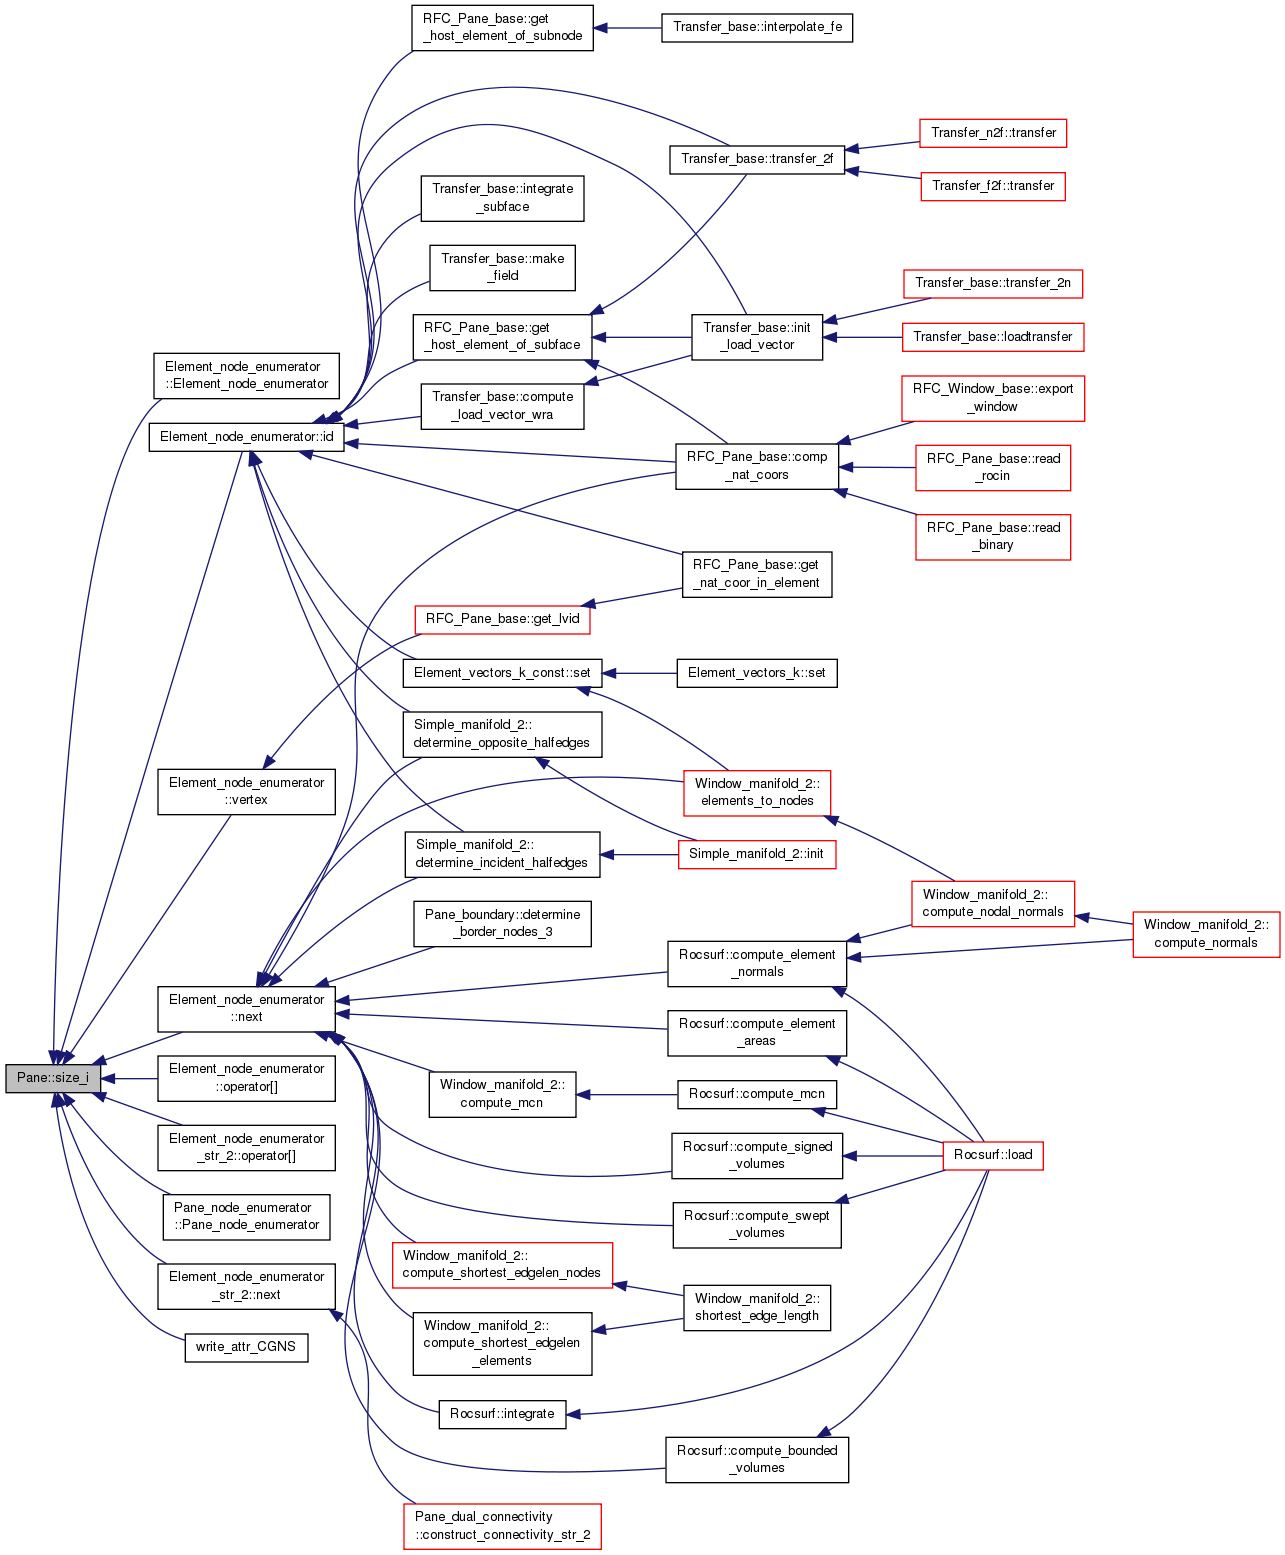 RFC_Pane_base::get
_host_element_of_subnode
Transfer_base::interpolate_fe
Transfer_n2f::transfer
Transfer_base::transfer_2f
Transfer_f2f::transfer
Transfer_base::integrate
_subface
Transfer_base::make
_field
Transfer_base::transfer_2n
RFC_Pane_base::get
_host_element_of_subface
Transfer_base::init
_load_vector
Transfer_base::loadtransfer
Element_node_enumerator
::Element_node_enumerator
Transfer_base::compute
_load_vector_wra
RFC_Window_base::export
_window
Element_node_enumerator::id
RFC_Pane_base::comp
_nat_coors
RFC_Pane_base::read
_rocin
RFC_Pane_base::read
_binary
RFC_Pane_base::get
_nat_coor_in_element
RFC_Pane_base::get_lvid
Element_vectors_k_const::set
Element_vectors_k::set
Simple_manifold_2::
determine_opposite_halfedges
Element_node_enumerator
::vertex
Window_manifold_2::
elements_to_nodes
Simple_manifold_2::
determine_incident_halfedges
Simple_manifold_2::init
Window_manifold_2::
compute_nodal_normals
Pane_boundary::determine
_border_nodes_3
Window_manifold_2::
compute_normals
Rocsurf::compute_element
_normals
Element_node_enumerator
::next
Rocsurf::compute_element
_areas
Pane::size_i
Element_node_enumerator
::operator[]
Window_manifold_2::
compute_mcn
Rocsurf::compute_mcn
Element_node_enumerator
_str_2::operator[]
Rocsurf::compute_signed
_volumes
Rocsurf::load
Pane_node_enumerator
::Pane_node_enumerator
Rocsurf::compute_swept
_volumes
Window_manifold_2::
compute_shortest_edgelen_nodes
Element_node_enumerator
_str_2::next
Window_manifold_2::
shortest_edge_length
Window_manifold_2::
compute_shortest_edgelen
_elements
write_attr_CGNS
Rocsurf::integrate
Rocsurf::compute_bounded
_volumes
Pane_dual_connectivity
::construct_connectivity_str_2